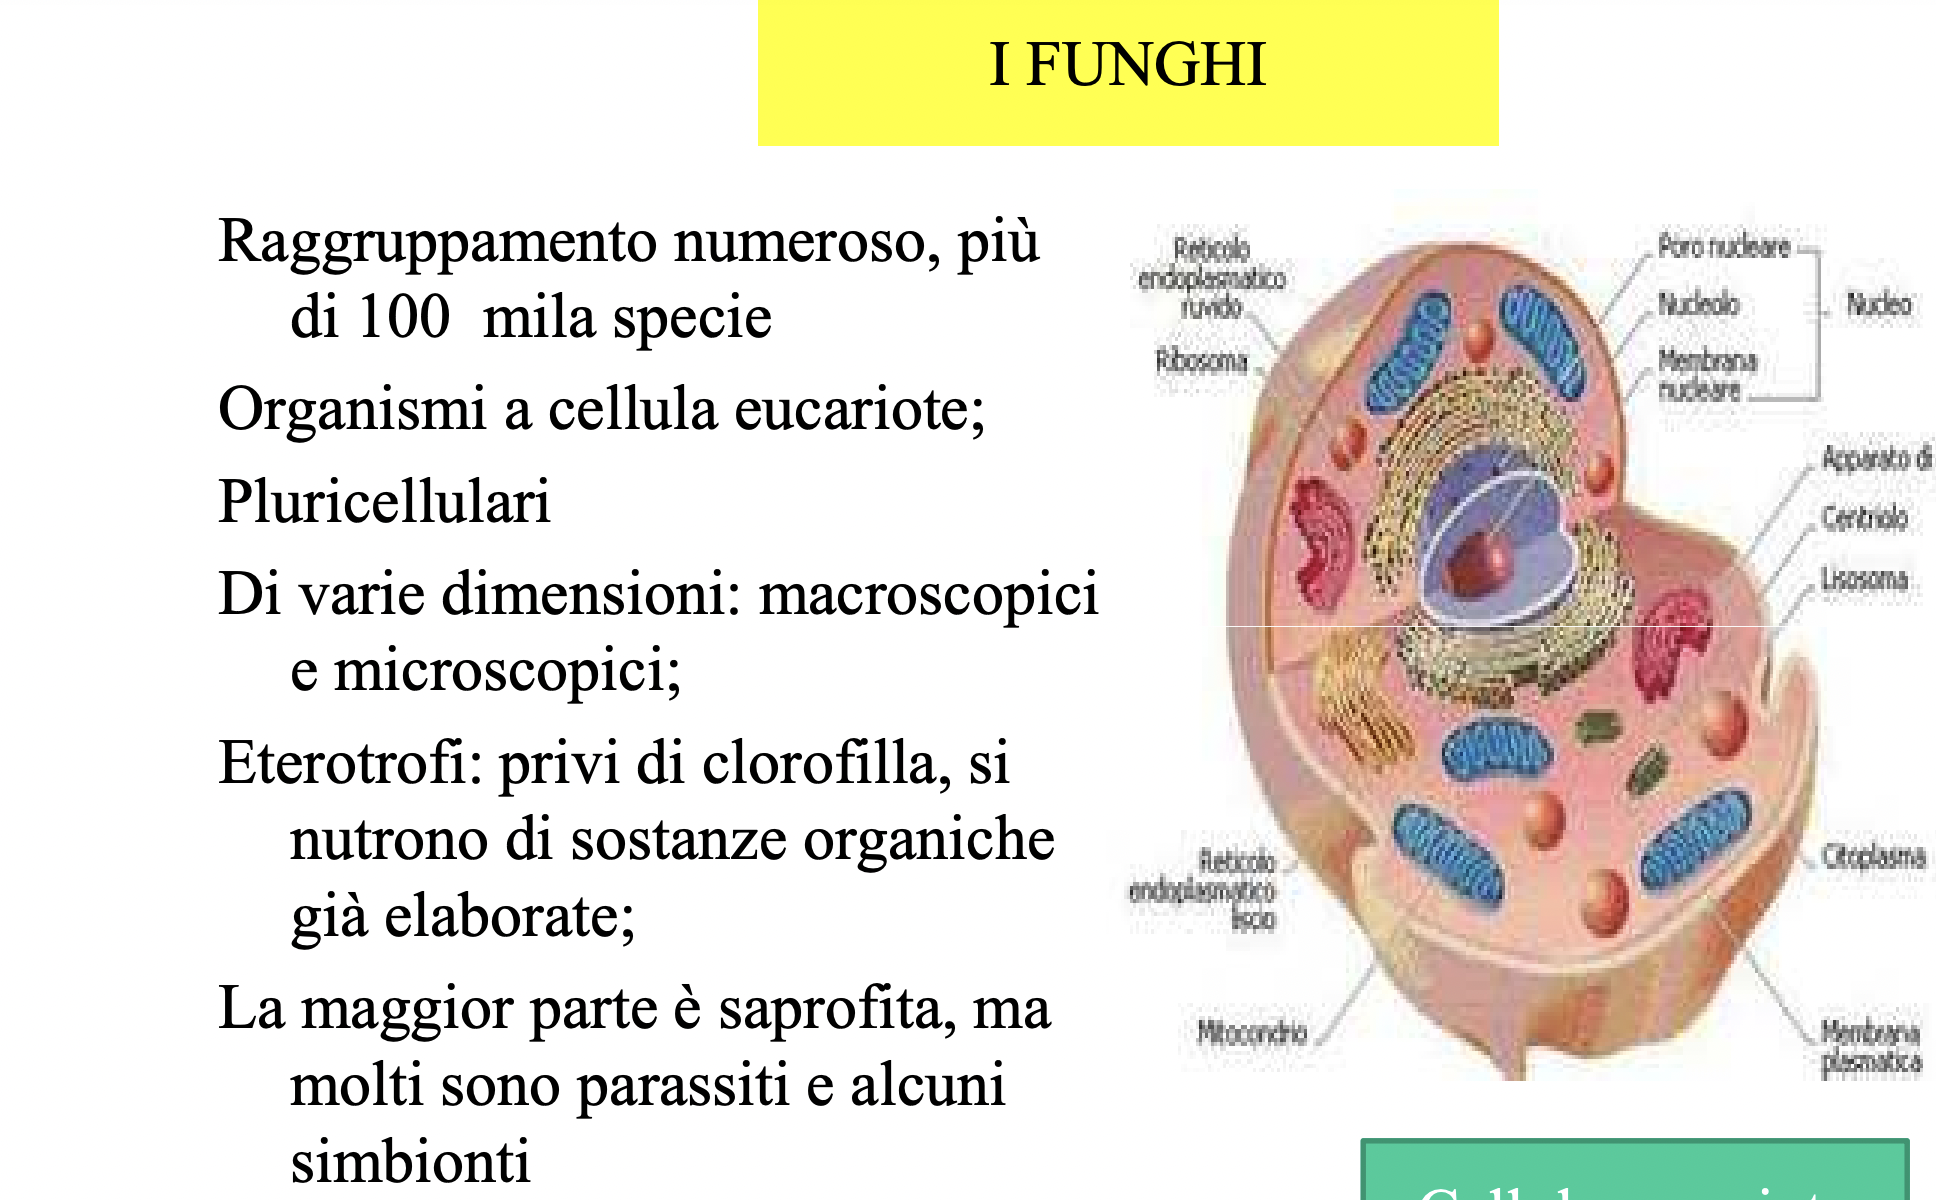 I FUNGHI
Raggruppamento numeroso, più
di 100 mila specie
Organismi a cellula eucariote;
Pluricellulari
Di varie dimensioni: macroscopici
e microscopici;
Eterotrofi: privi di clorofilla, si
nutrono di sostanze organiche
già elaborate;
La maggior parte è saprofita, ma
molti sono parassiti e alcuni
simbionti
Reticolo
endoplasmatico
ruvido
Ribosoma
Poro nucleare
Nucleolo
Nucleo
Membrana
nucleare
Apparato di
Centriolo
Lisosoma
Reticolo
endoplasmatico
liscio
Citoplasma
Mitocondrio
Membrana
plasmatica